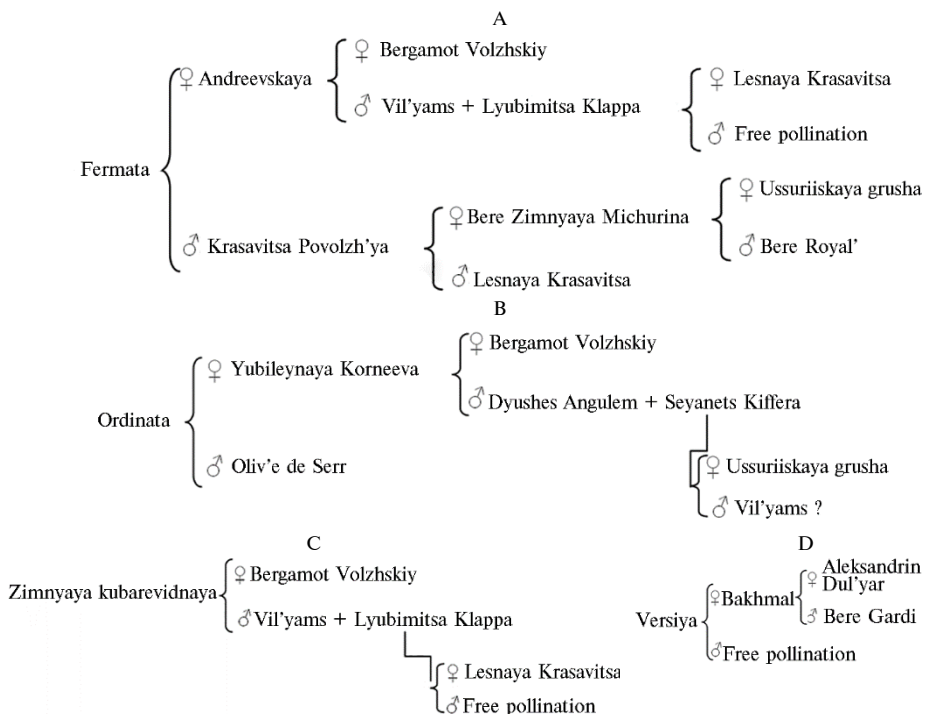 A
♀ Bergamot Volzhskiy
♀ Andreevskaya
♀ Lesnaya Krasavitsa
♂ Vil'yams + Lyubimitsa Klappa
♂ Free pollination
Fermata
♀ Ussuriiskaya grusha
♀ Bere Zimnyaya Michurina
♂ Krasavitsa Povolzh'ya
♂ Bere Royal'
♂ Lesnaya Krasavitsa
B
♀ Bergamot Volzhskiy
♀ Yubileynaya Korneeva
♂ Dyushes Angulem + Seyanets Kiffera
Ordinata
♂ Oliv'e de Serr
♀ Ussuriiskaya grusha
♂ Vil'yams ?
C
♀ Bergamot Volzhskiy
Zimnyaya kubarevidnaya
♂ Vil'yams + Lyubimitsa Klappa
♀ Lesnaya Krasavitsa
♂ Free pollination
D
♀ Aleksandrin
Dul'yar
♀ Bakhmal
♂ Bere Gardi
Versiya
♂ Free pollination